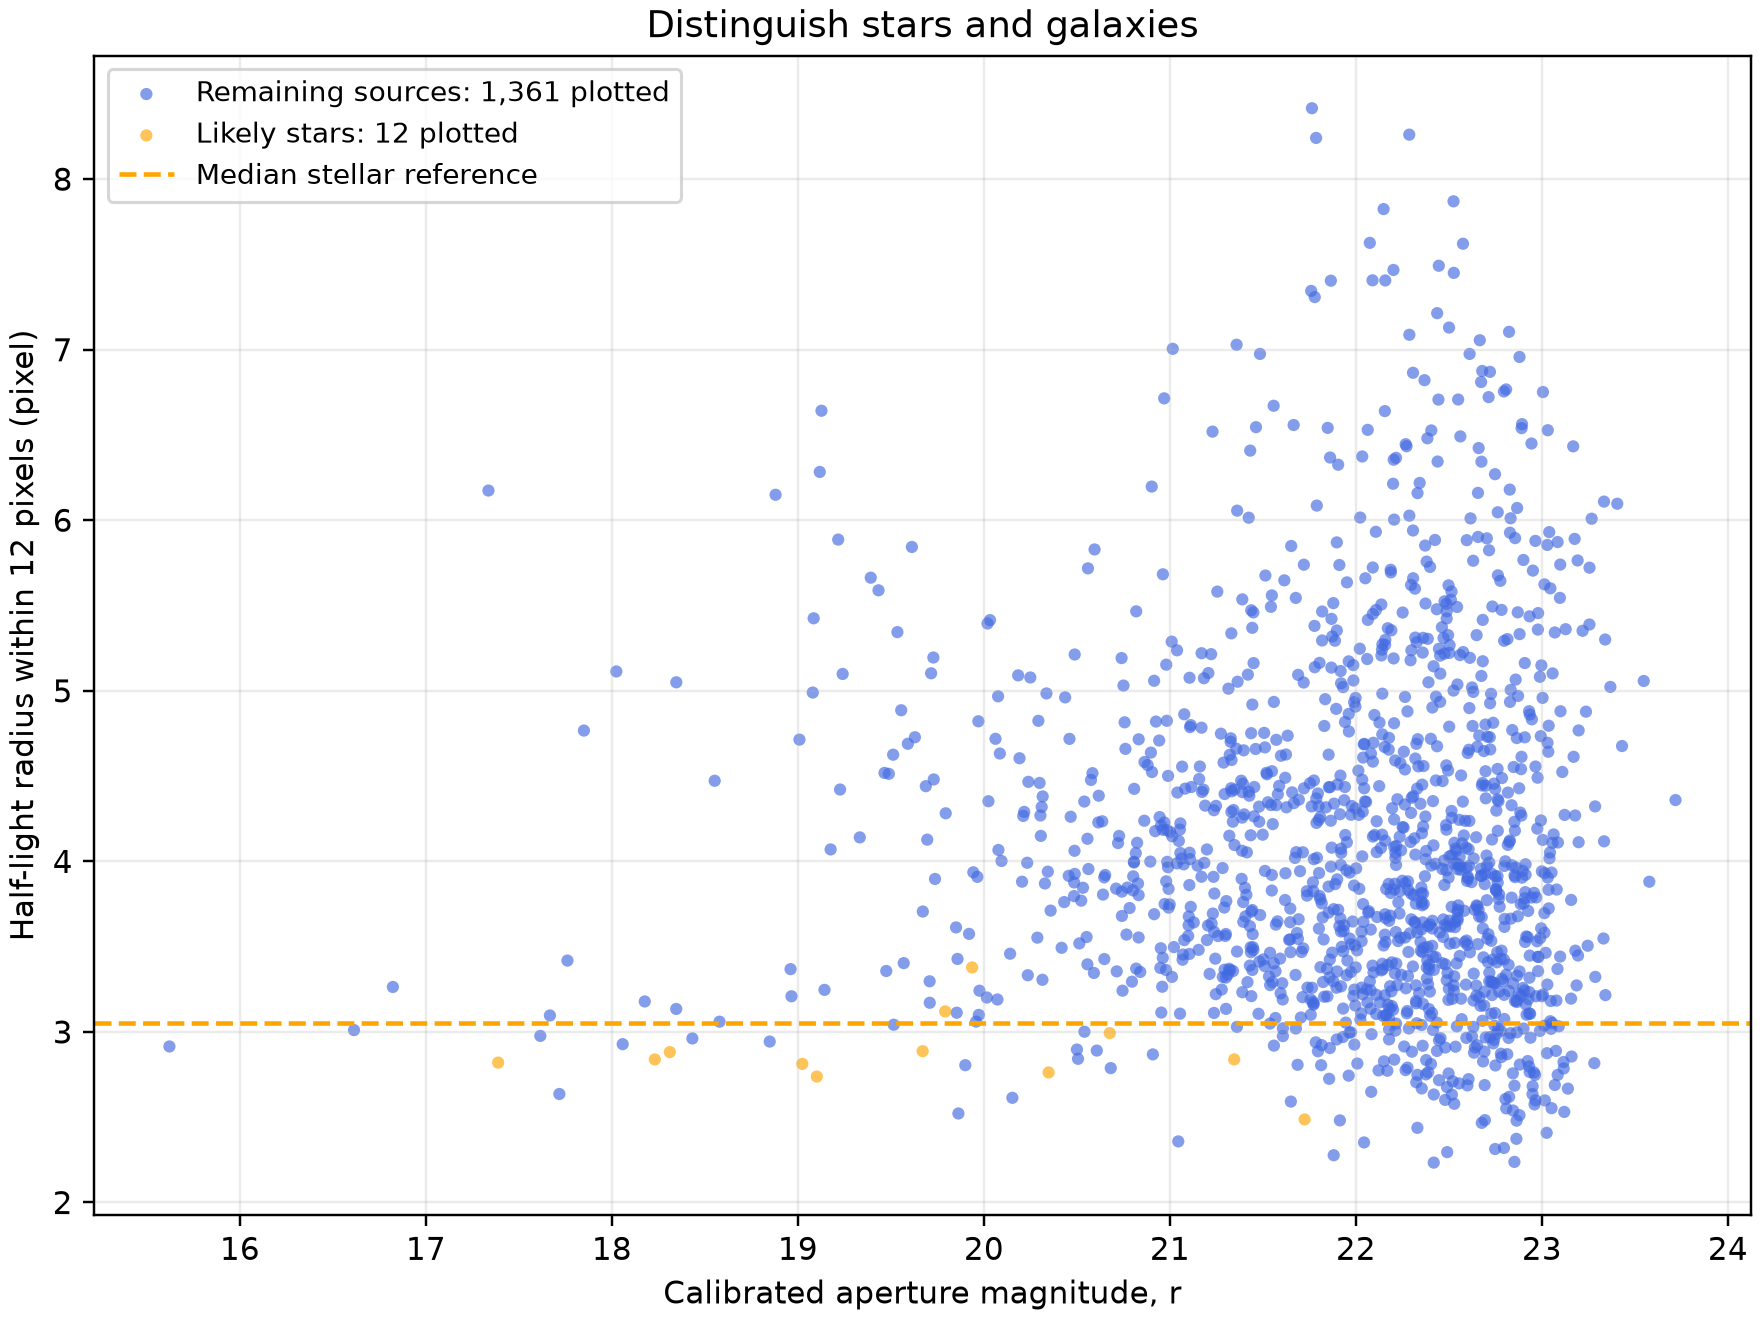 Distinguish stars and galaxies
Remaining sources: 1,361 plotted
Likely stars: 12 plotted
Median stellar reference
Half-light radius within 12 pixels (pixel)
8
7
6
5
4
3
2
16 17 18 19 20 21 22 23 24
Calibrated aperture magnitude, r